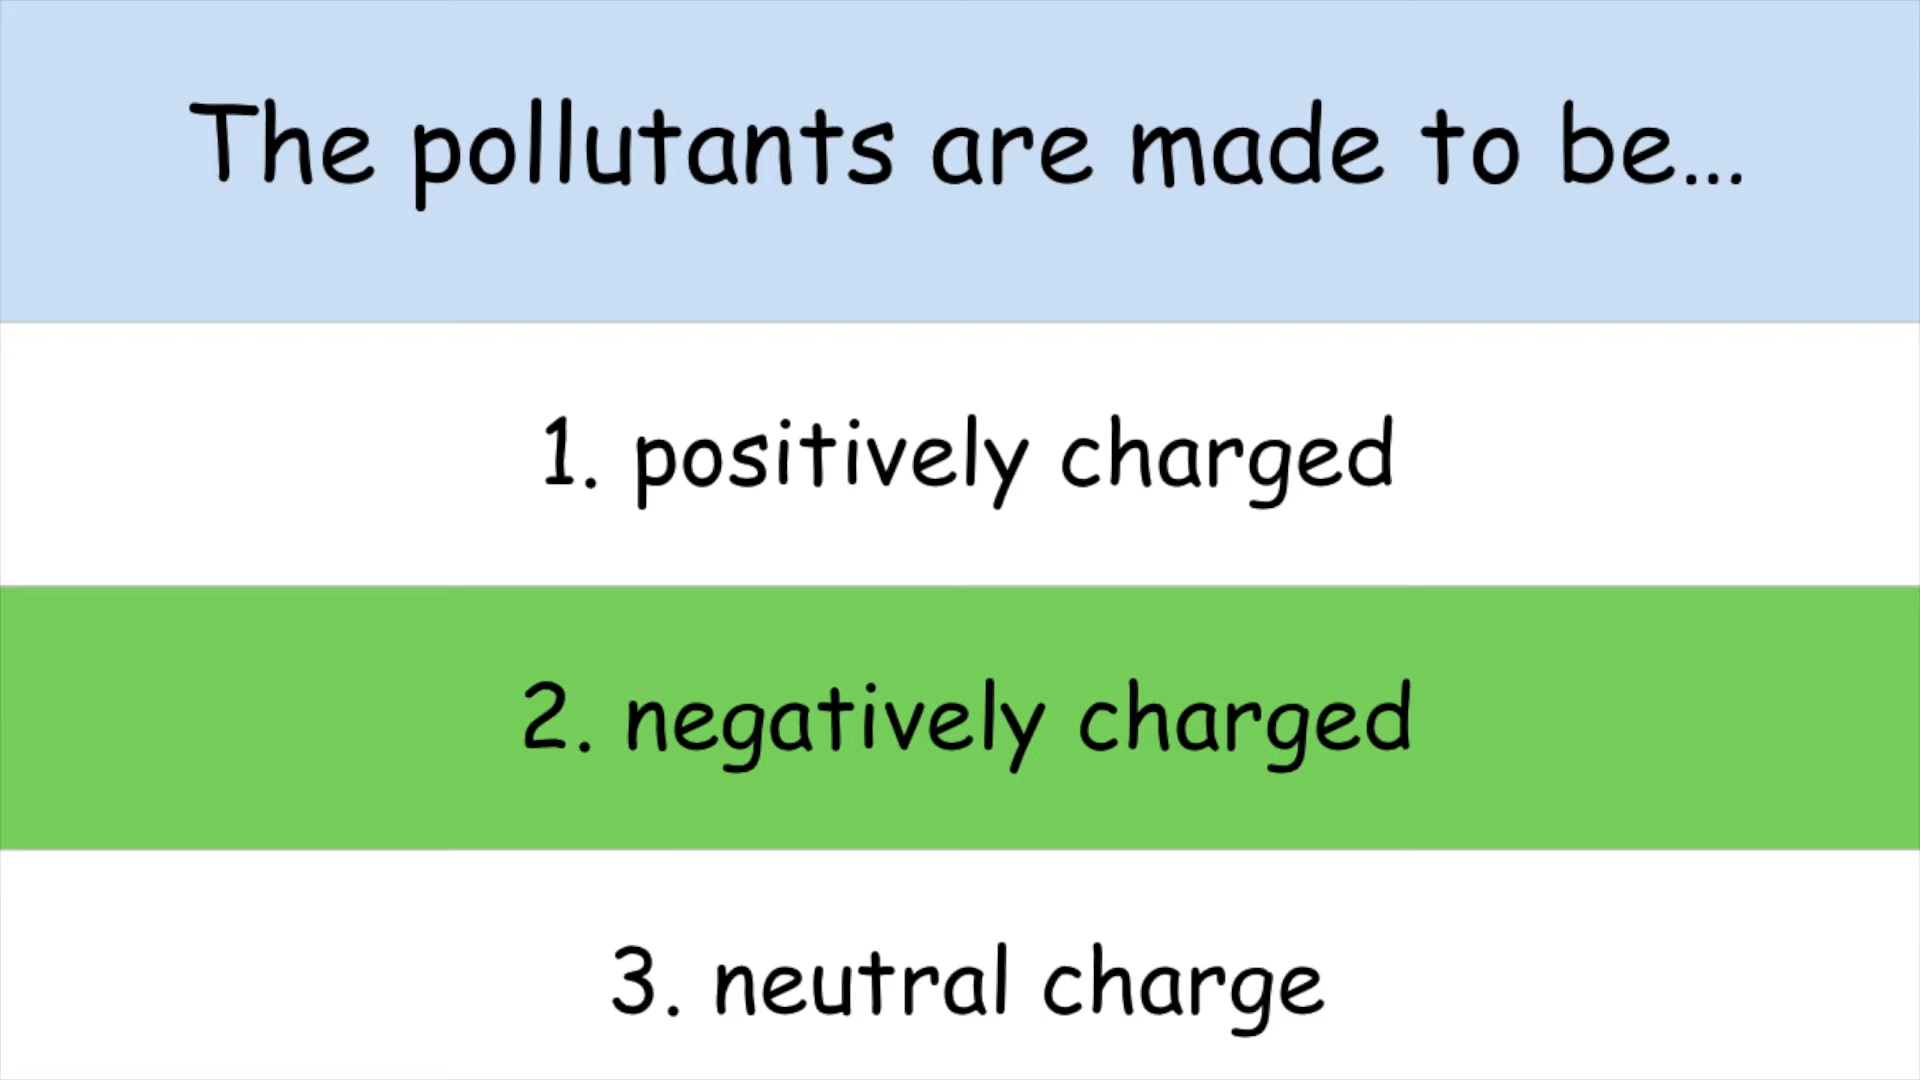 The pollutants are made to be...
1. positively charged
2. negatively charged
3. neutral charge